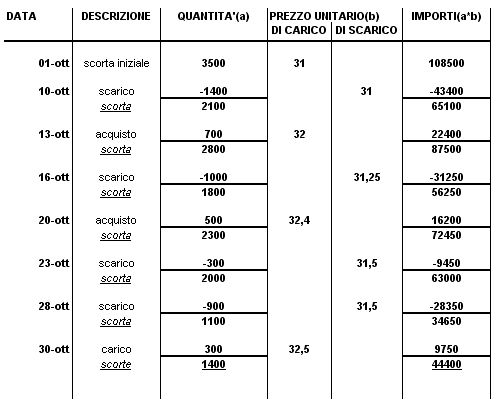 DATA DESCRIZIONE QUANTITA'(a) PREZZO UNITARIO(b) IMPORTI(a*b)
DI CARICO DI SCARICO
01-ott scorta iniziale 3500 31 108500
10-ott scarico -1400 31 -43400
scorta 2100 65100
13-ott acquisto 700 32 22400
scorta 2800 87500
16-ott scarico -1000 31,25 -31250
scorta 1800 56250
20-ott acquisto 500 32,4 16200
scorta 2300 72450
23-ott scarico -300 31,5 -9450
scorta 2000 63000
28-ott scarico -900 31,5 -28350
scorta 1100 34650
30-ott carico 300 32,5 9750
scorte 1400 44400